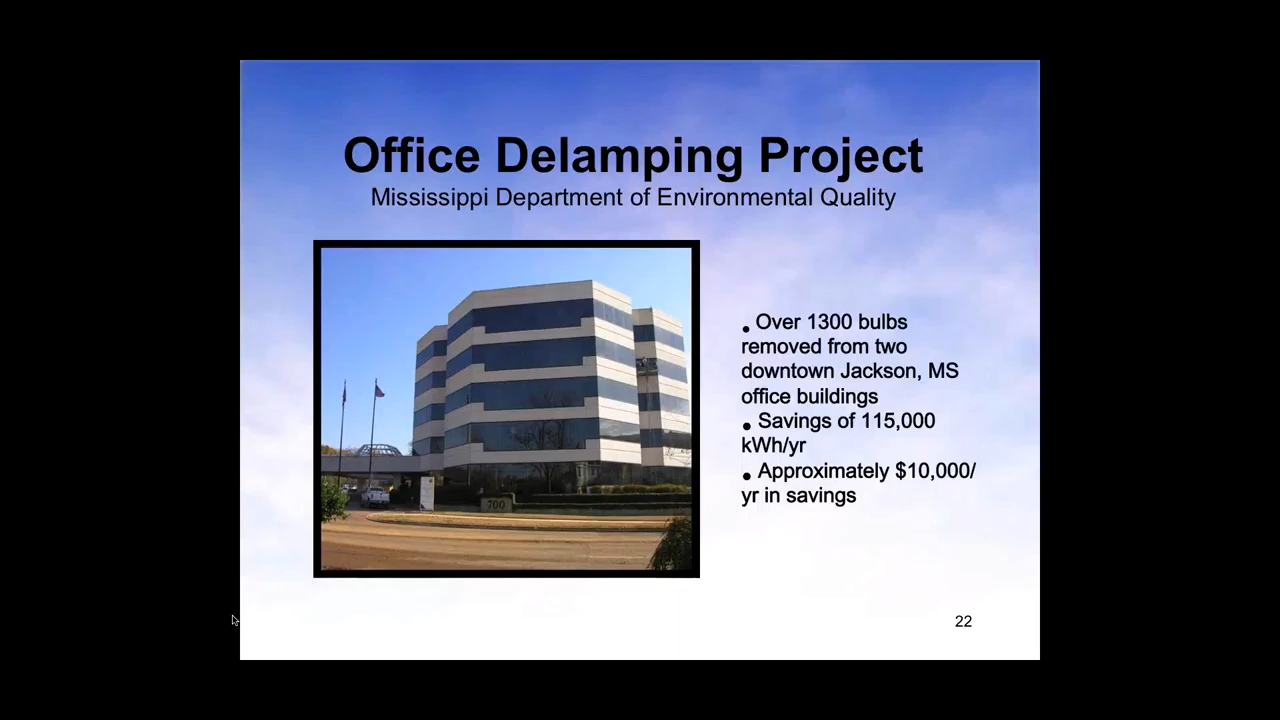 Office Delamping Project
Mississippi Department of Environmental Quality
• Over 1300 bulbs
removed from two
downtown Jackson, MS
office buildings
• Savings of 115,000
kWh/yr
• Approximately $10,000/
yr in savings
700
22